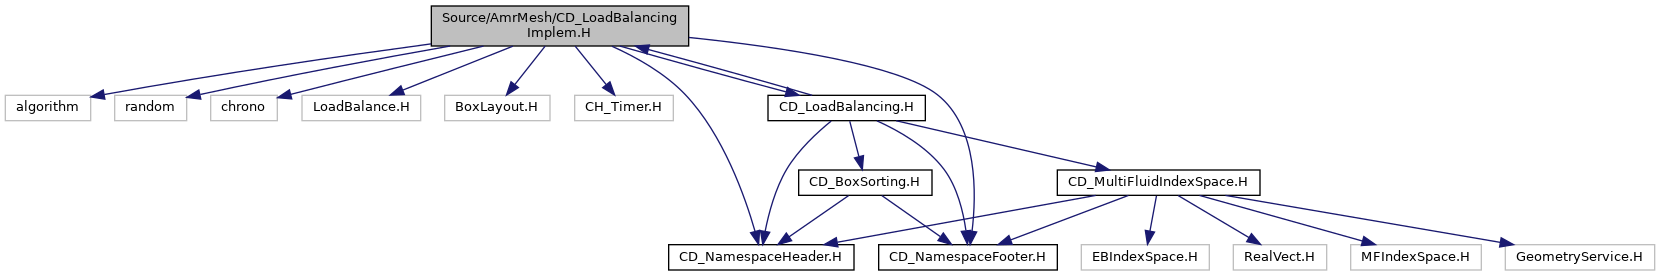 Source/AmrMesh/CD_LoadBalancing
Implem.H
algorithm
random
chrono
LoadBalance.H
BoxLayout.H
CH_Timer.H
CD_LoadBalancing.H
CD_BoxSorting.H
CD_MultiFluidIndexSpace.H
CD_NamespaceHeader.H
CD_NamespaceFooter.H
EBIndexSpace.H
RealVect.H
MFIndexSpace.H
GeometryService.H